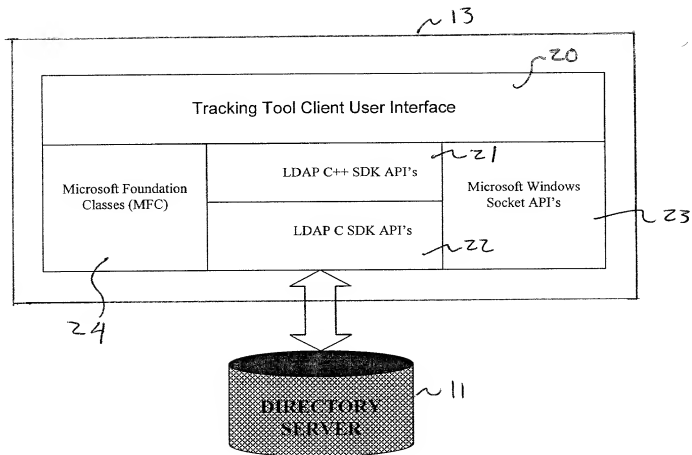 13
20
Tracking Tool Client User Interface
21
LDAP C++ SDK API's
Microsoft Foundation
Classes (MFC)
Microsoft Windows
Socket API's
23
LDAP C SDK API's
22
24
11
DIRECTORY
SERVER